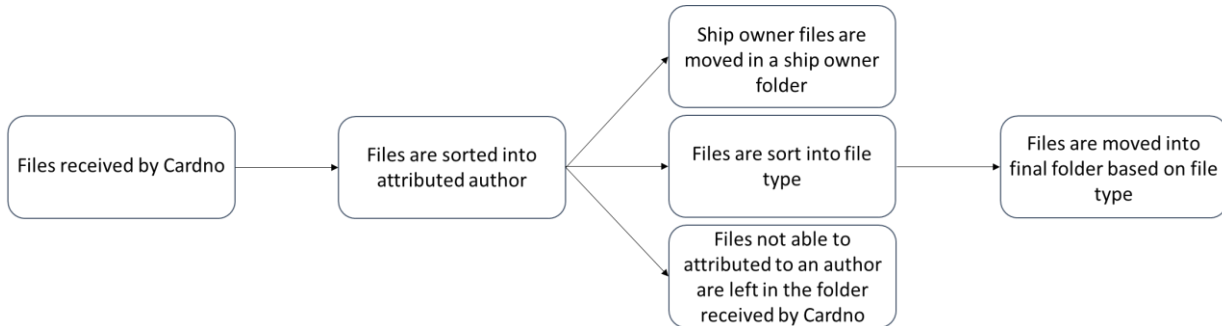 Files received by Cardno
Files are sorted into
attributed author
Ship owner files are
moved in a ship owner
folder
Files are sort into file
type
Files not able to
attributed to an author
are left in the folder
received by Cardno
Files are moved into
final folder based on file
type